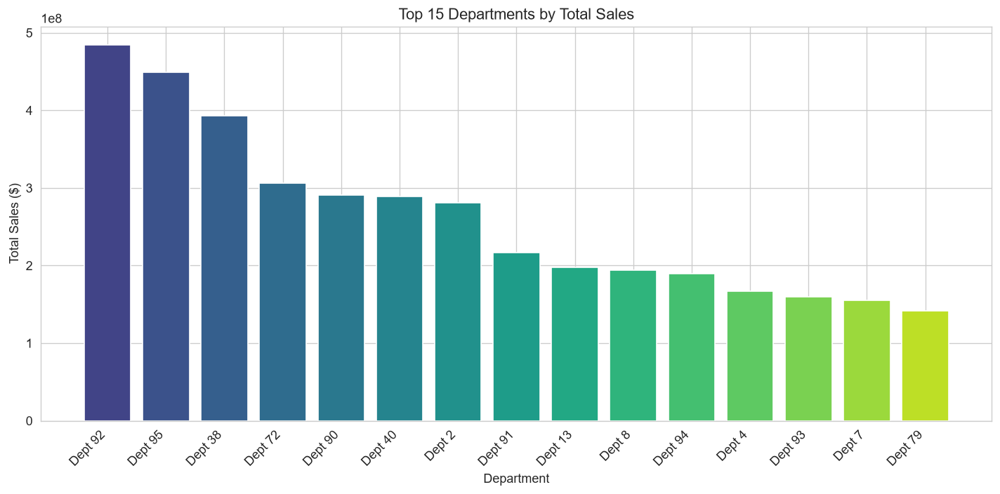 Top 15 Departments by Total Sales
1e8
5
4
3
2
1
0
Total Sales ($)
Dept 92
Dept 95
Dept 38
Dept 72
Dept 90
Dept 40
Dept 2
Dept 91
Dept 13
Dept 8
Dept 94
Dept 4
Dept 93
Dept 7
Dept 79
Department